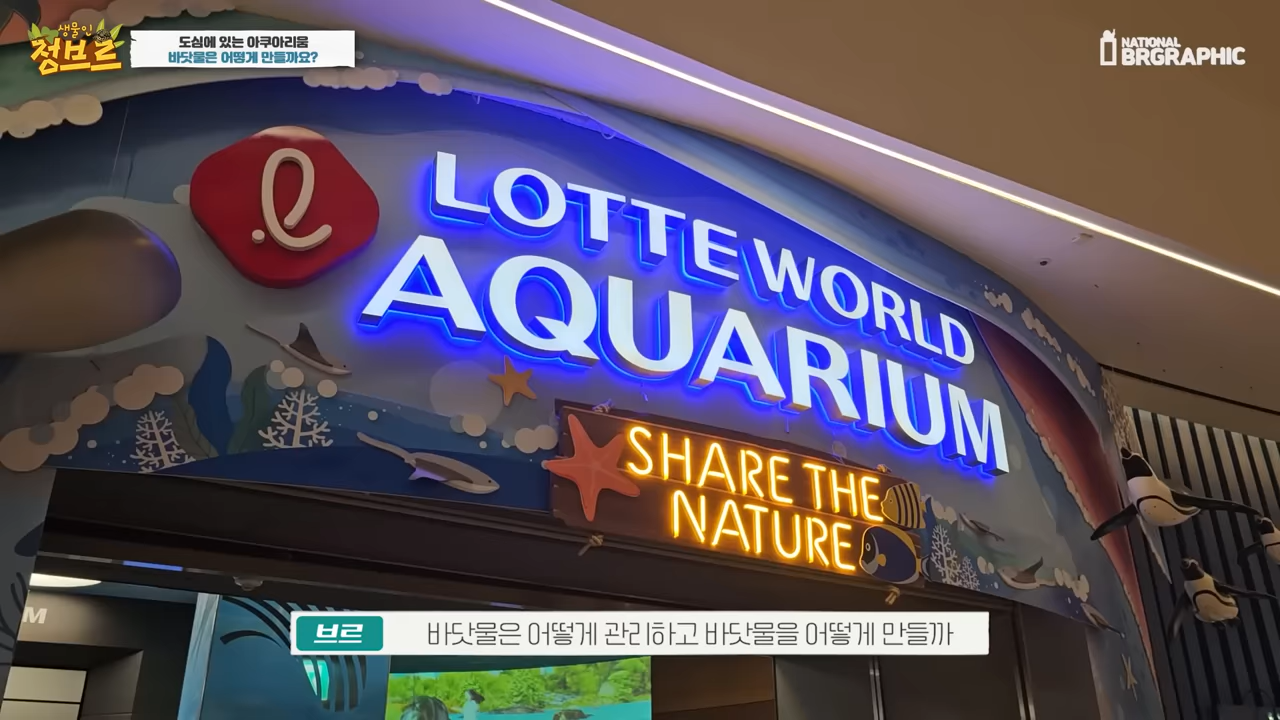 생물인
점브르
도심에 있는 아쿠아리움
바닷물은 어떻게 만들까요?
NATIONAL
BRGRAPHIC
LOTTE WORLD
AQUARIUM
SHARE THE
NATURE
M
브르
바닷물은 어떻게 관리하고 바닷물을 어떻게 만들까